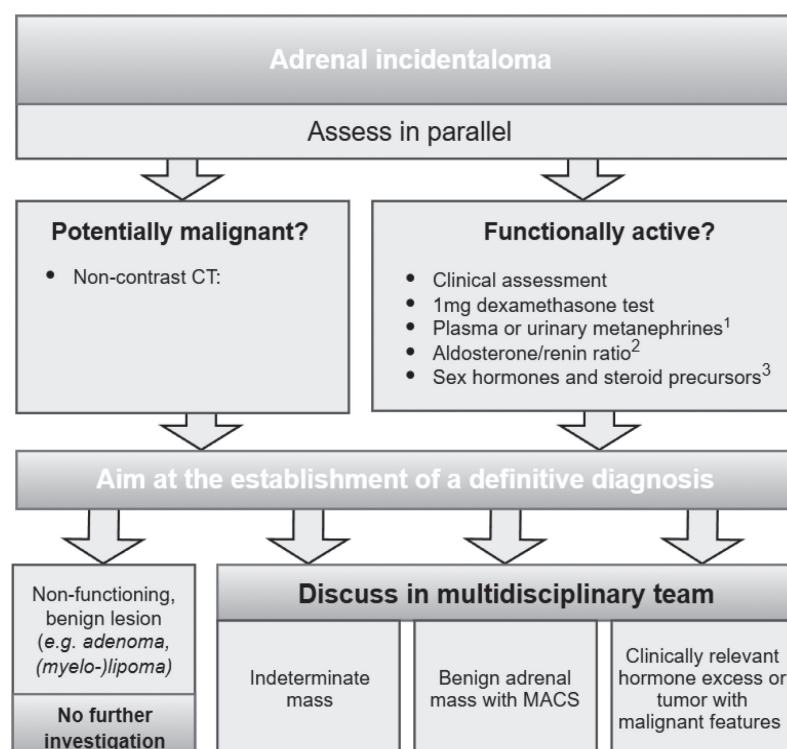 Adrenal incidentaloma
Assess in parallel
Potentially malignant?
• Non-contrast CT:
Functionally active?
• Clinical assessment
• 1mg dexamethasone test
• Plasma or urinary metanephrines1
• Aldosterone/renin ratio2
• Sex hormones and steroid precursors3
Aim at the establishment of a definitive diagnosis
Non-functioning,
benign lesion
(e.g. adenoma,
(myelo-)lipoma)
No further
investigation
Discuss in multidisciplinary team
Indeterminate
mass
Benign adrenal
mass with MACS
Clinically relevant
hormone excess or
tumor with
malignant features